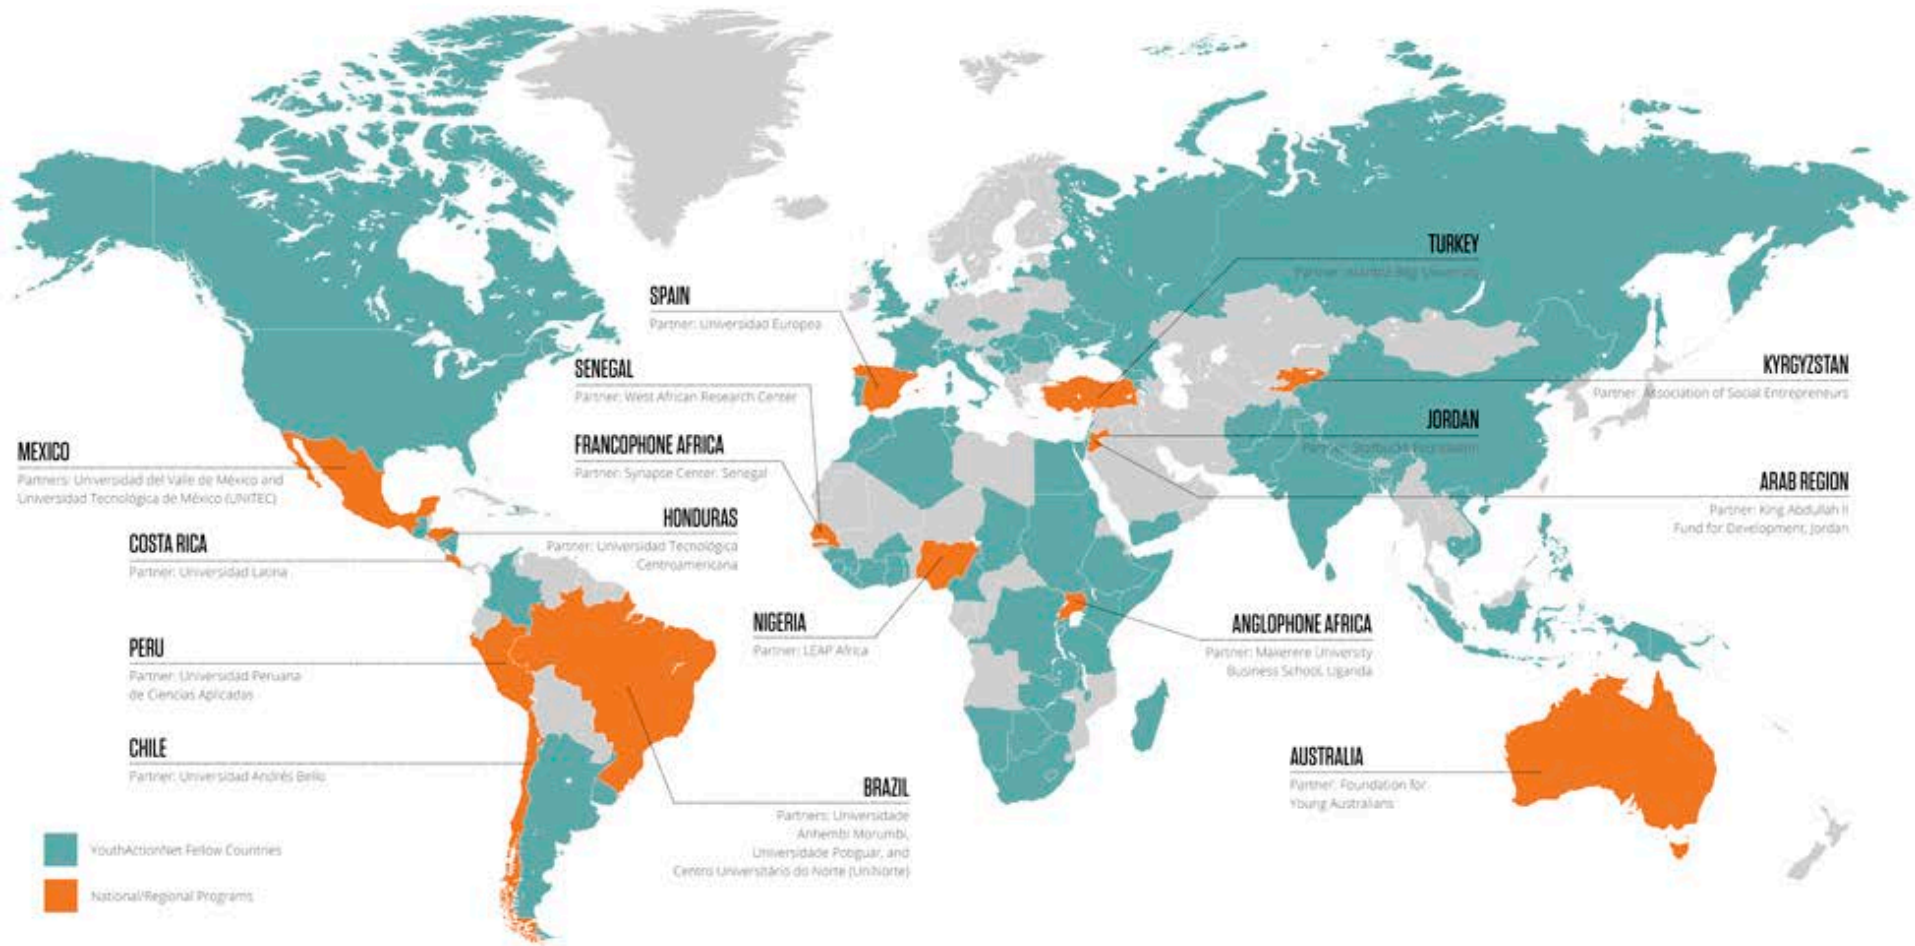 TURKEY
Partner: Istanbul Bilgi University
SPAIN
Partner: Universidad Europea
SENEGAL
Partner: West African Research Center
KYRGYZSTAN
Partner: Association of Social Entrepreneurs
JORDAN
Partner:
FRANCOPHONE AFRICA
Partner: Synapse Center, Senegal
MEXICO
Partners: Universidad del Valle de México and
Universidad Tecnológica de México (UNITEC)
ARAB REGION
Partner: King Abdullah II
Fund for Development, Jordan
HONDURAS
Partner: Universidad Tecnológica
Centroamericana
COSTA RICA
Partner: Universidad Latina
NIGERIA
Partner: LEAP Africa
ANGLOPHONE AFRICA
Partner: Makerere University
Business School, Uganda
PERU
Partner: Universidad Peruana
de Ciencias Aplicadas
CHILE
Partner: Universidad Andrés Bello
AUSTRALIA
Partner: Foundation for
Young Australians
BRAZIL
Partners: Universidade
Anhembi Morumbi,
Universidade Potiguar, and
Centro Universitário do Norte (UniNorte)
YouthActionNet Fellow Countries
National/Regional Programs